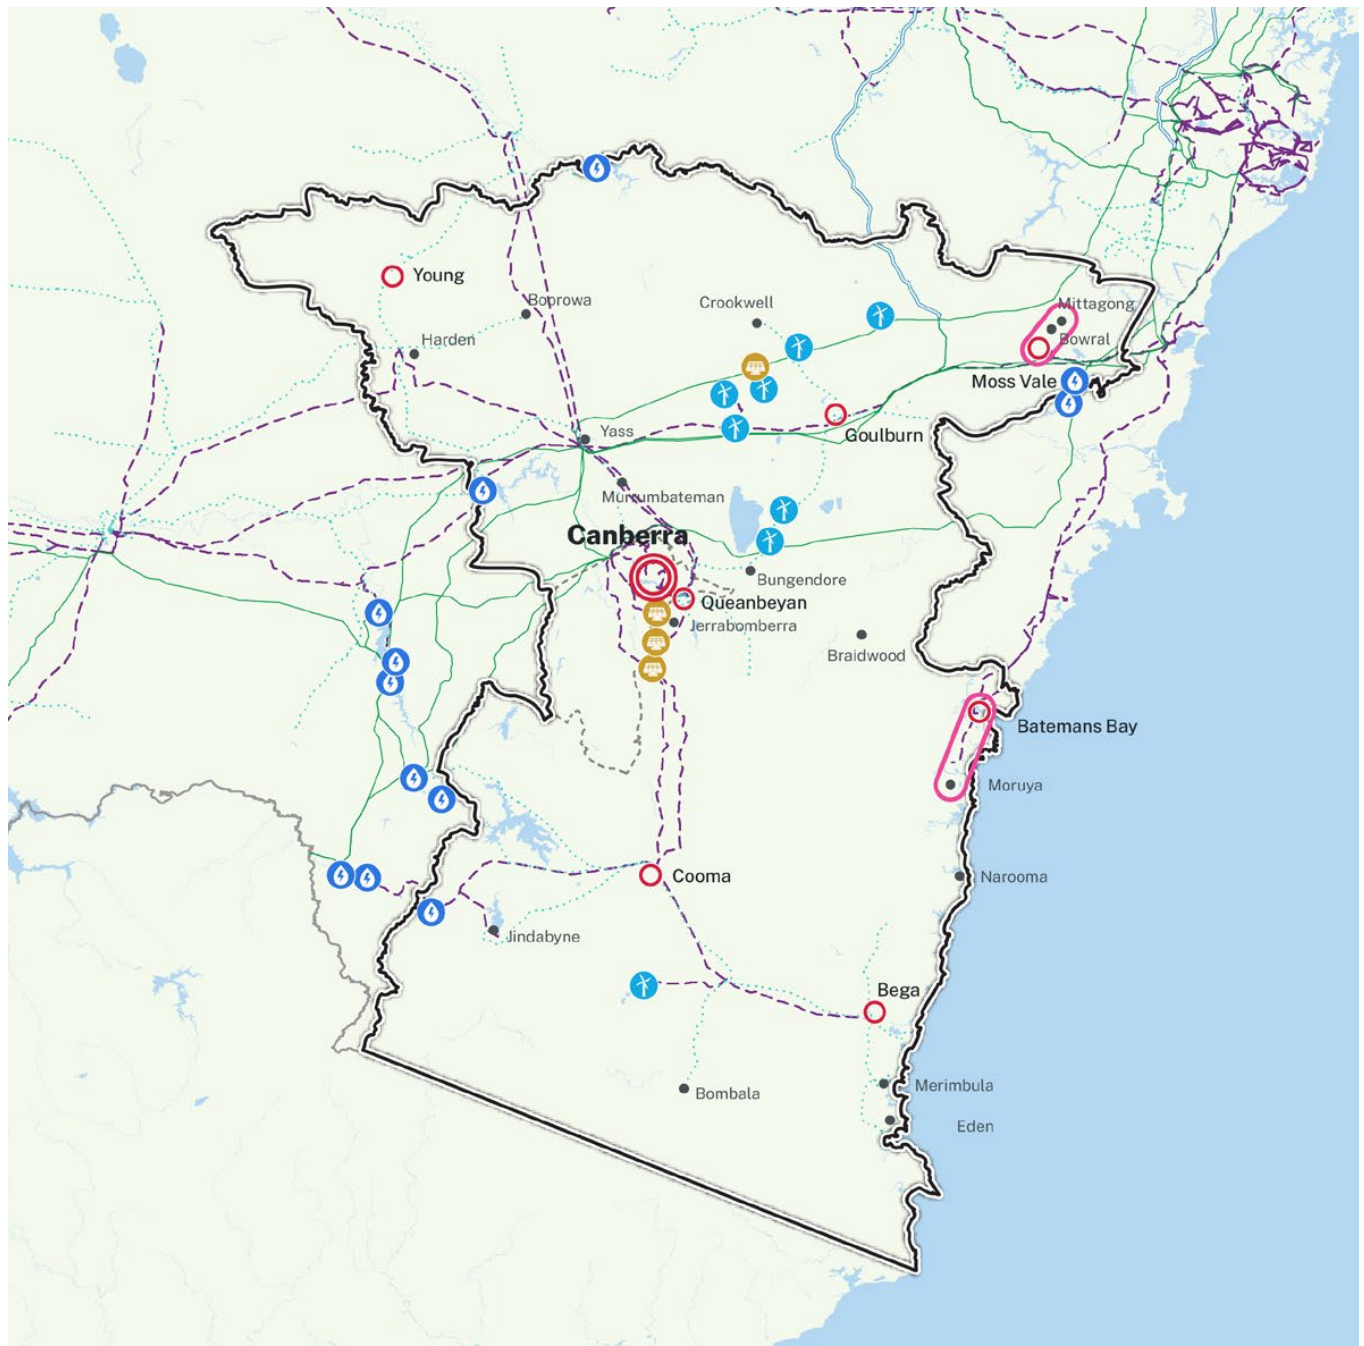 Young
Boorowa
Crookwell
Mittagong
Harden
Bowral
Moss Vale
Goulburn
Yass
Murrumbateman
Canberra
Bungendore
Queanbeyan
Jerrabomberra
Braidwood
Batemans Bay
Moruya
Cooma
Narooma
Jindabyne
Bega
Merimbula
Bombala
Eden